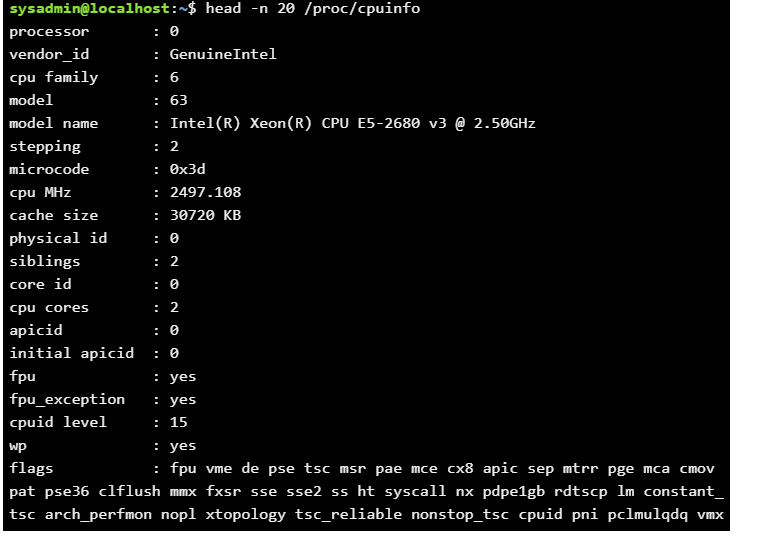 sysadmin@localhost:~$ head -n 20 /proc/cpuinfo
processor       : 0
vendor_id       : GenuineIntel
cpu family      : 6
model           : 63
model name      : Intel(R) Xeon(R) CPU E5-2680 v3 @ 2.50GHz
stepping        : 2
microcode       : 0x3d
cpu MHz         : 2497.108
cache size      : 30720 KB
physical id     : 0
siblings        : 2
core id         : 0
cpu cores       : 2
apicid          : 0
initial apicid  : 0
fpu             : yes
fpu_exception   : yes
cpuid level     : 15
wp              : yes
flags           : fpu vme de pse tsc msr pae mce cx8 apic sep mtrr pge mca cmov
pat pse36 clflush mmx fxsr sse sse2 ss ht syscall nx pdpe1gb rdtscp lm constant_
tsc arch_perfmon nopl xtopology tsc_reliable nonstop_tsc cpuid pni pclmulqdq vmx